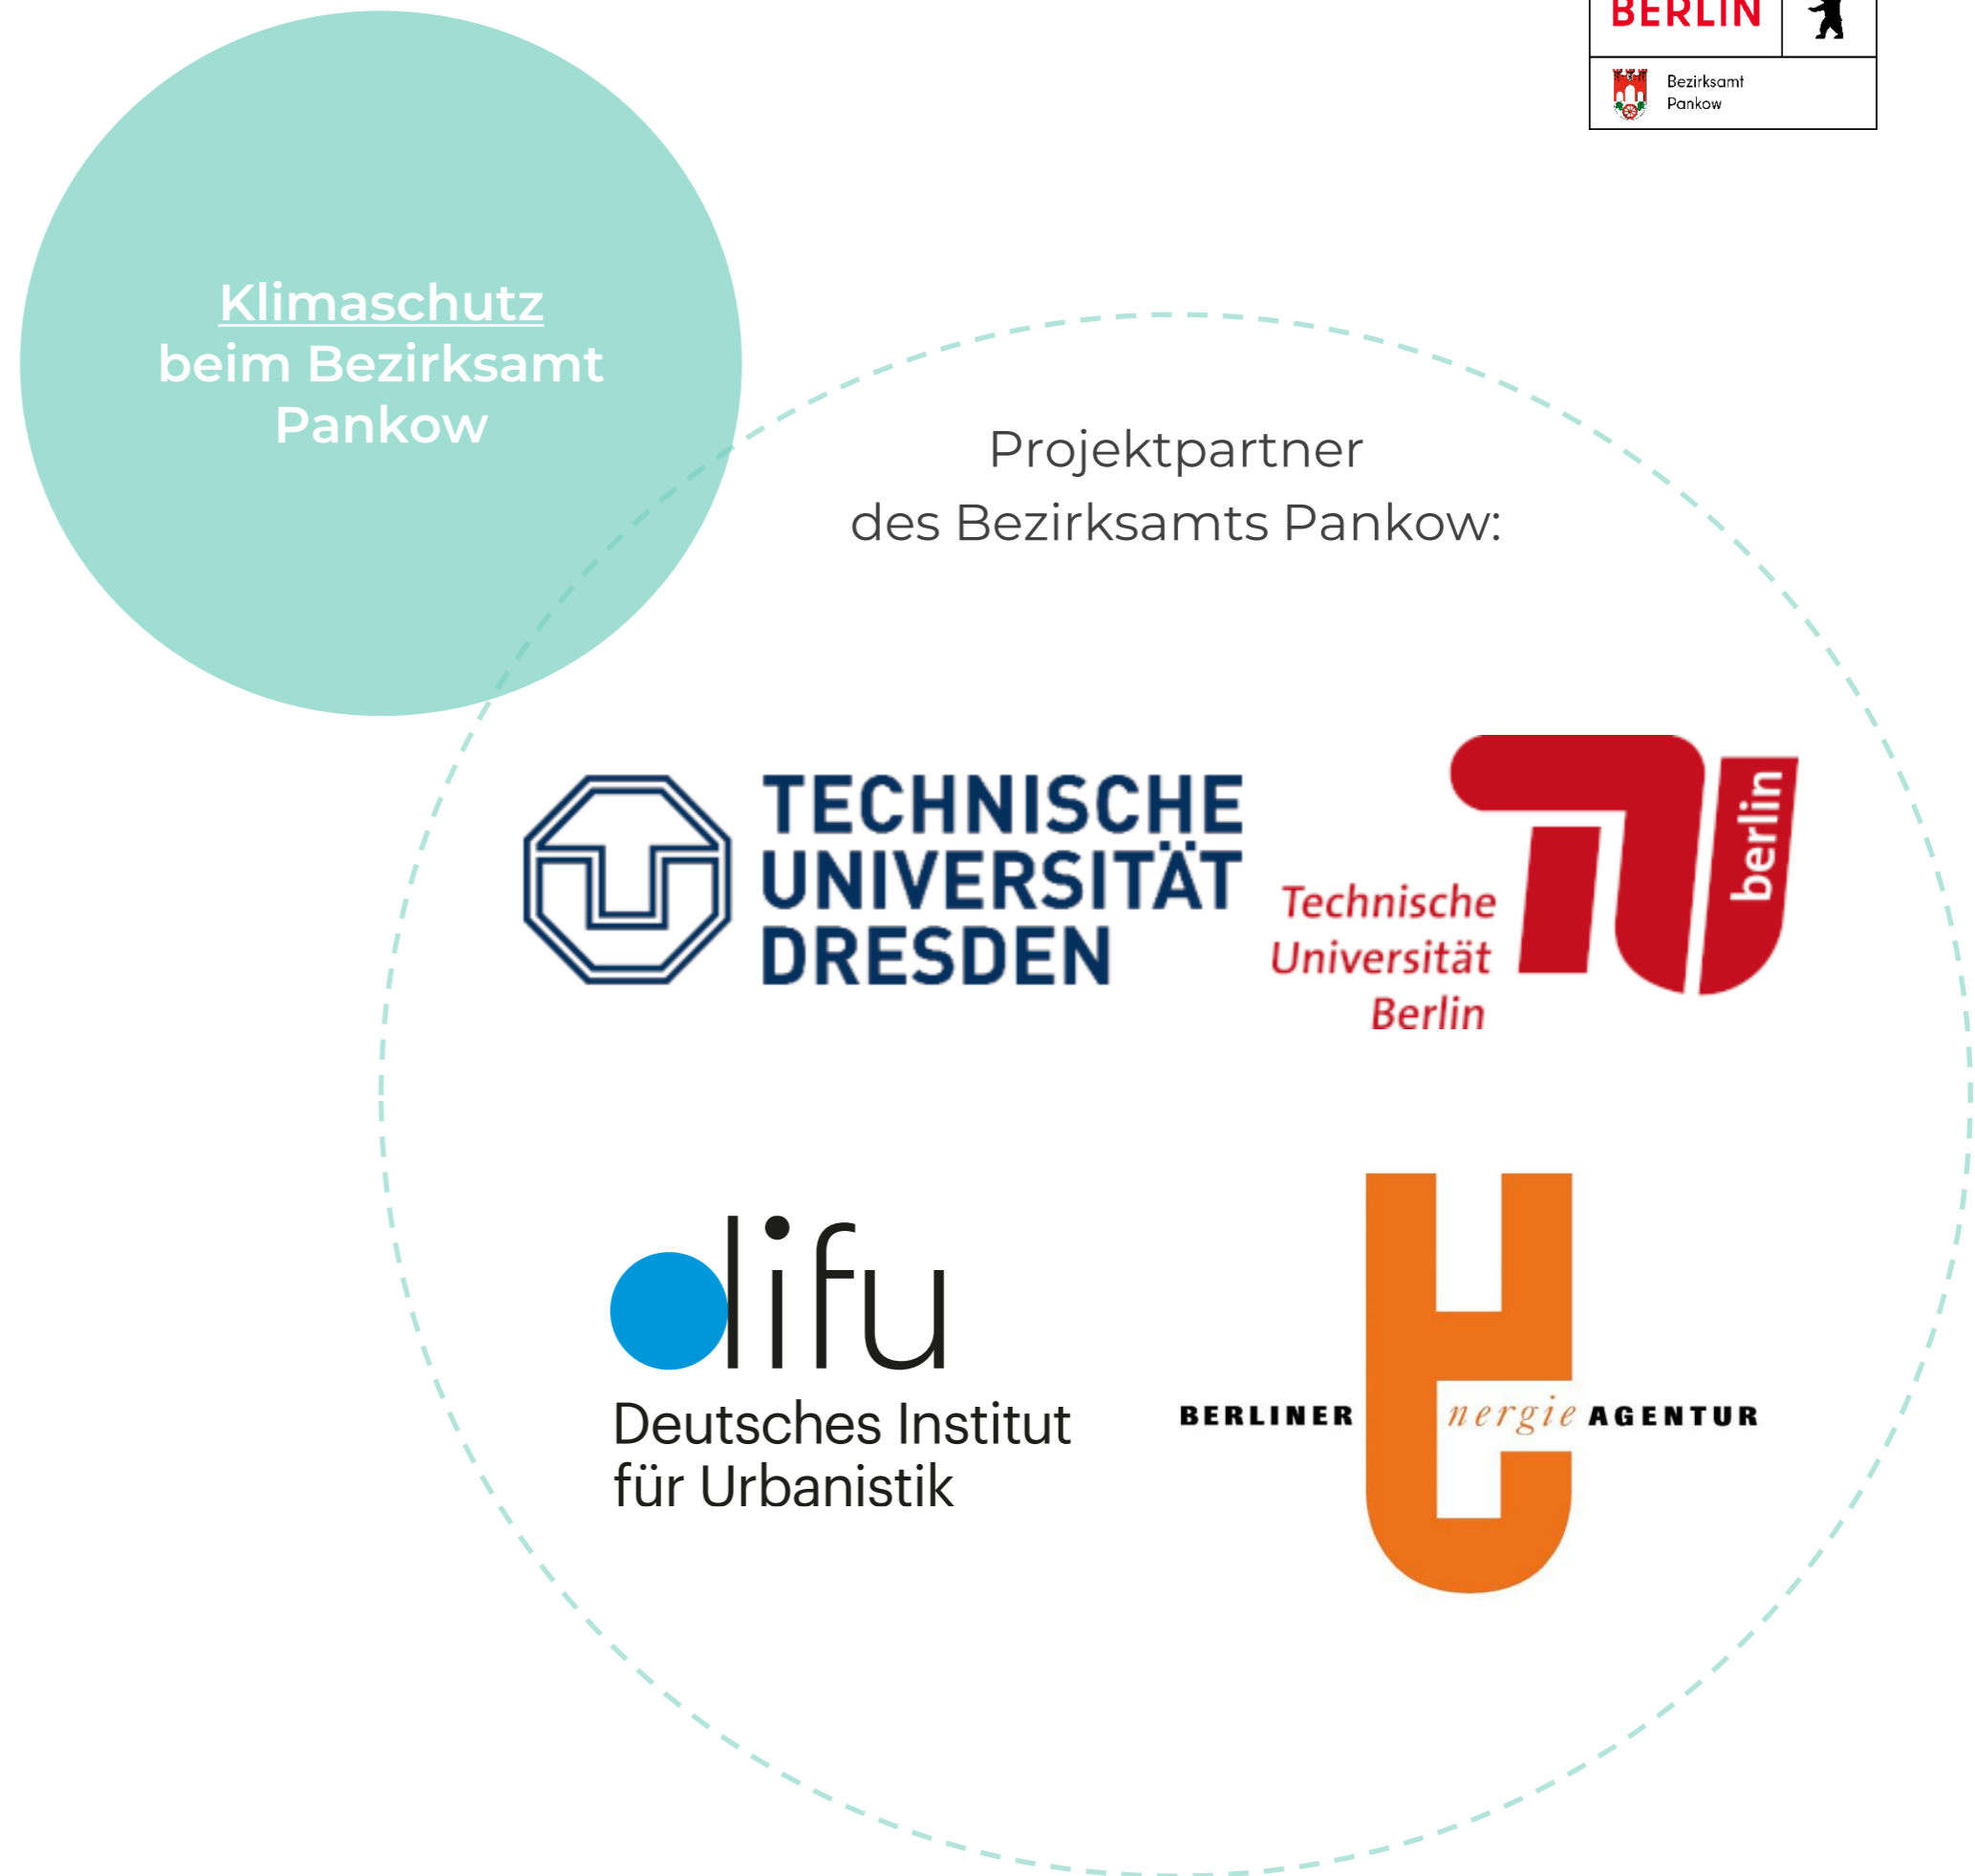 BERLIN
Bezirksamt
Pankow
Klimaschutz
beim Bezirksamt
Pankow
Projektpartner
des Bezirksamts Pankow:
TECHNISCHE
UNIVERSITÄT
DRESDEN
Technische
Universität
Berlin
berlin
difu
Deutsches Institut
für Urbanistik
BERLINER energie AGENTUR